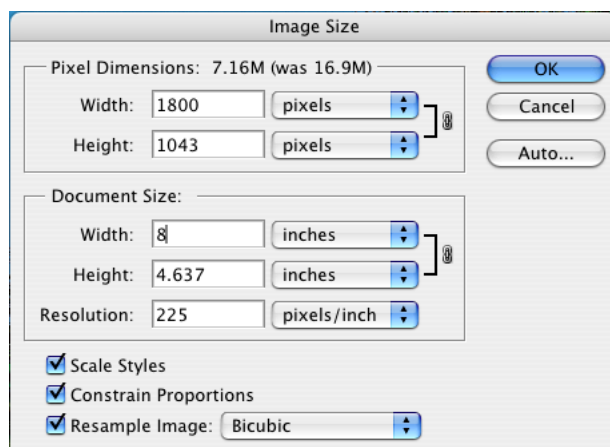 Image Size
Pixel Dimensions: 7.16M (was 16.9M)
OK
Width: 1800 pixels
Cancel
Height: 1043 pixels
Auto...
Document Size:
Width: 8 inches
Height: 4.637 inches
Resolution: 225 pixels/inch
Scale Styles
Constrain Proportions
Resample Image: Bicubic